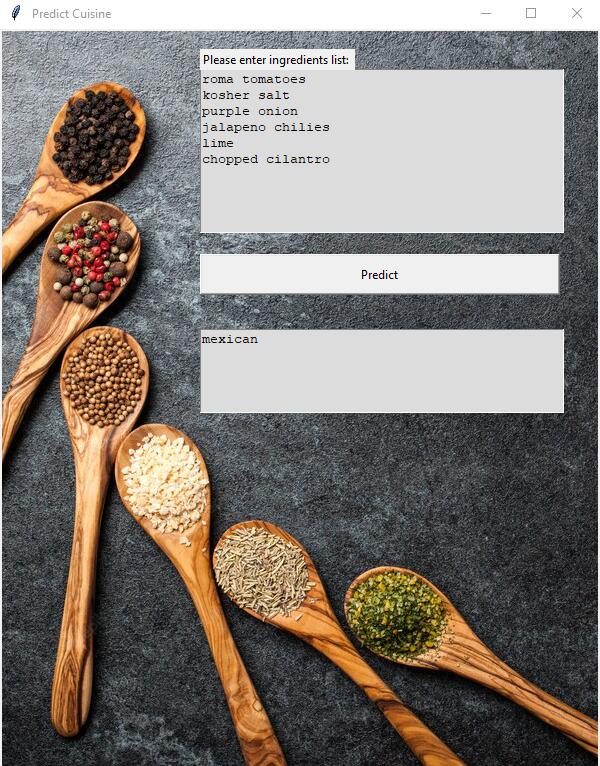 Predict Cuisine
Please enter ingredients list:
roma tomatoes
kosher salt
purple onion
jalapeno chilies
lime
chopped cilantro
Predict
mexican